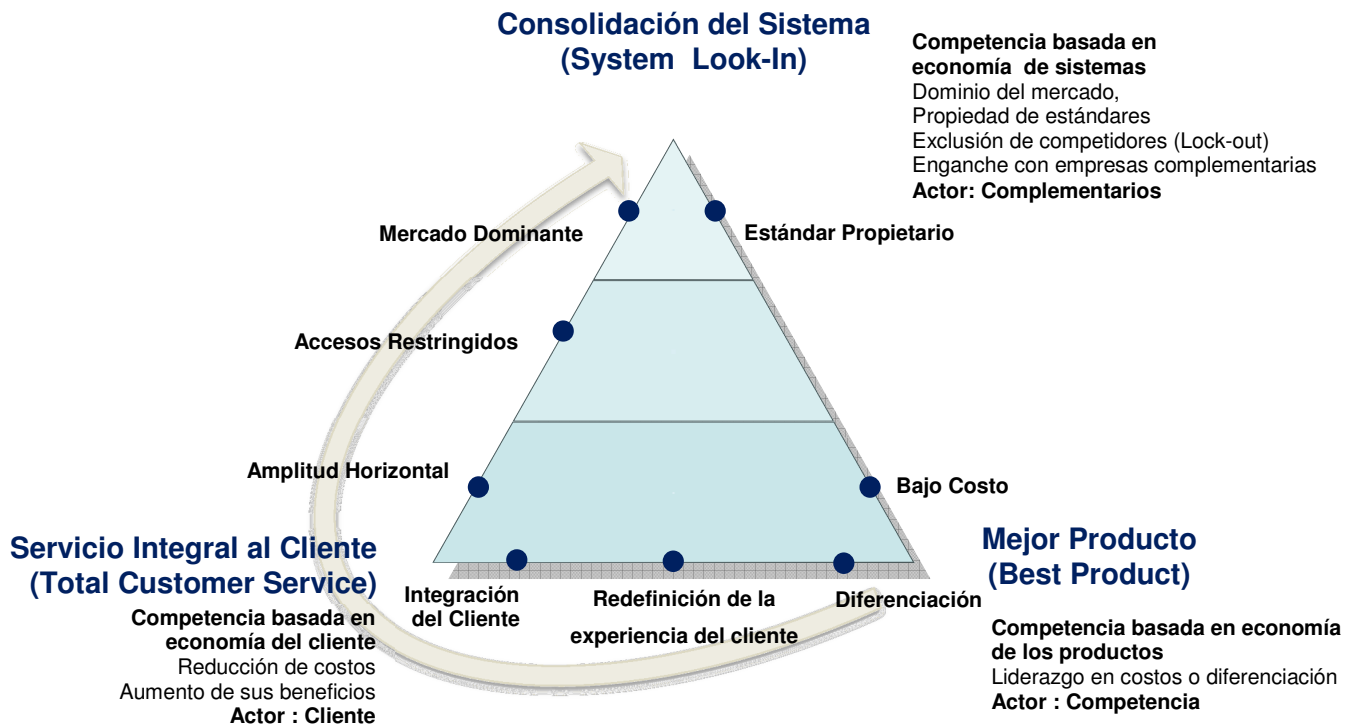 Consolidación del Sistema
(System Look-In)
Competencia basada en
economía de sistemas
Dominio del mercado,
Propiedad de estándares
Exclusión de competidores (Lock-out)
Enganche con empresas complementarias
Actor: Complementarios
Mercado Dominante
Estándar Propietario
Accesos Restringidos
Amplitud Horizontal
Bajo Costo
Servicio Integral al Cliente
(Total Customer Service)
Competencia basada en
economía del cliente
Reducción de costos
Aumento de sus beneficios
Actor : Cliente
Integración
del Cliente
Redefinición de la
experiencia del cliente
Diferenciación
Mejor Producto
(Best Product)
Competencia basada en economía
de los productos
Liderazgo en costos o diferenciación
Actor : Competencia